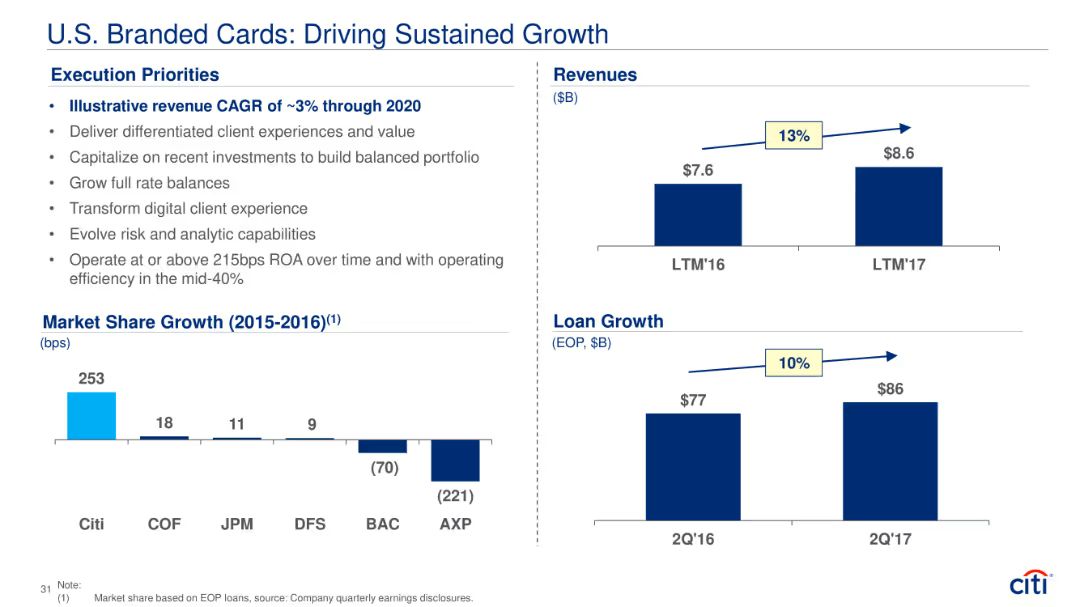 U.S. Branded Cards: Driving Sustained Growth
Execution Priorities
• Illustrative revenue CAGR of ~3% through 2020
• Deliver differentiated client experiences and value
• Capitalize on recent investments to build balanced portfolio
• Grow full rate balances
• Transform digital client experience
• Evolve risk and analytic capabilities
• Operate at or above 215bps ROA over time and with operating
efficiency in the mid-40%
Market Share Growth (2015-2016)(1)
(bps)
253
18
11
9
(70)
(221)
Citi COF JPM DFS BAC AXP
Revenues
($B)
13%
$7.6
$8.6
LTM'16 LTM'17
Loan Growth
(EOP, $B)
10%
$77
$86
2Q'16 2Q'17
31 Note:
(1) Market share based on EOP loans, source: Company quarterly earnings disclosures.
citi®